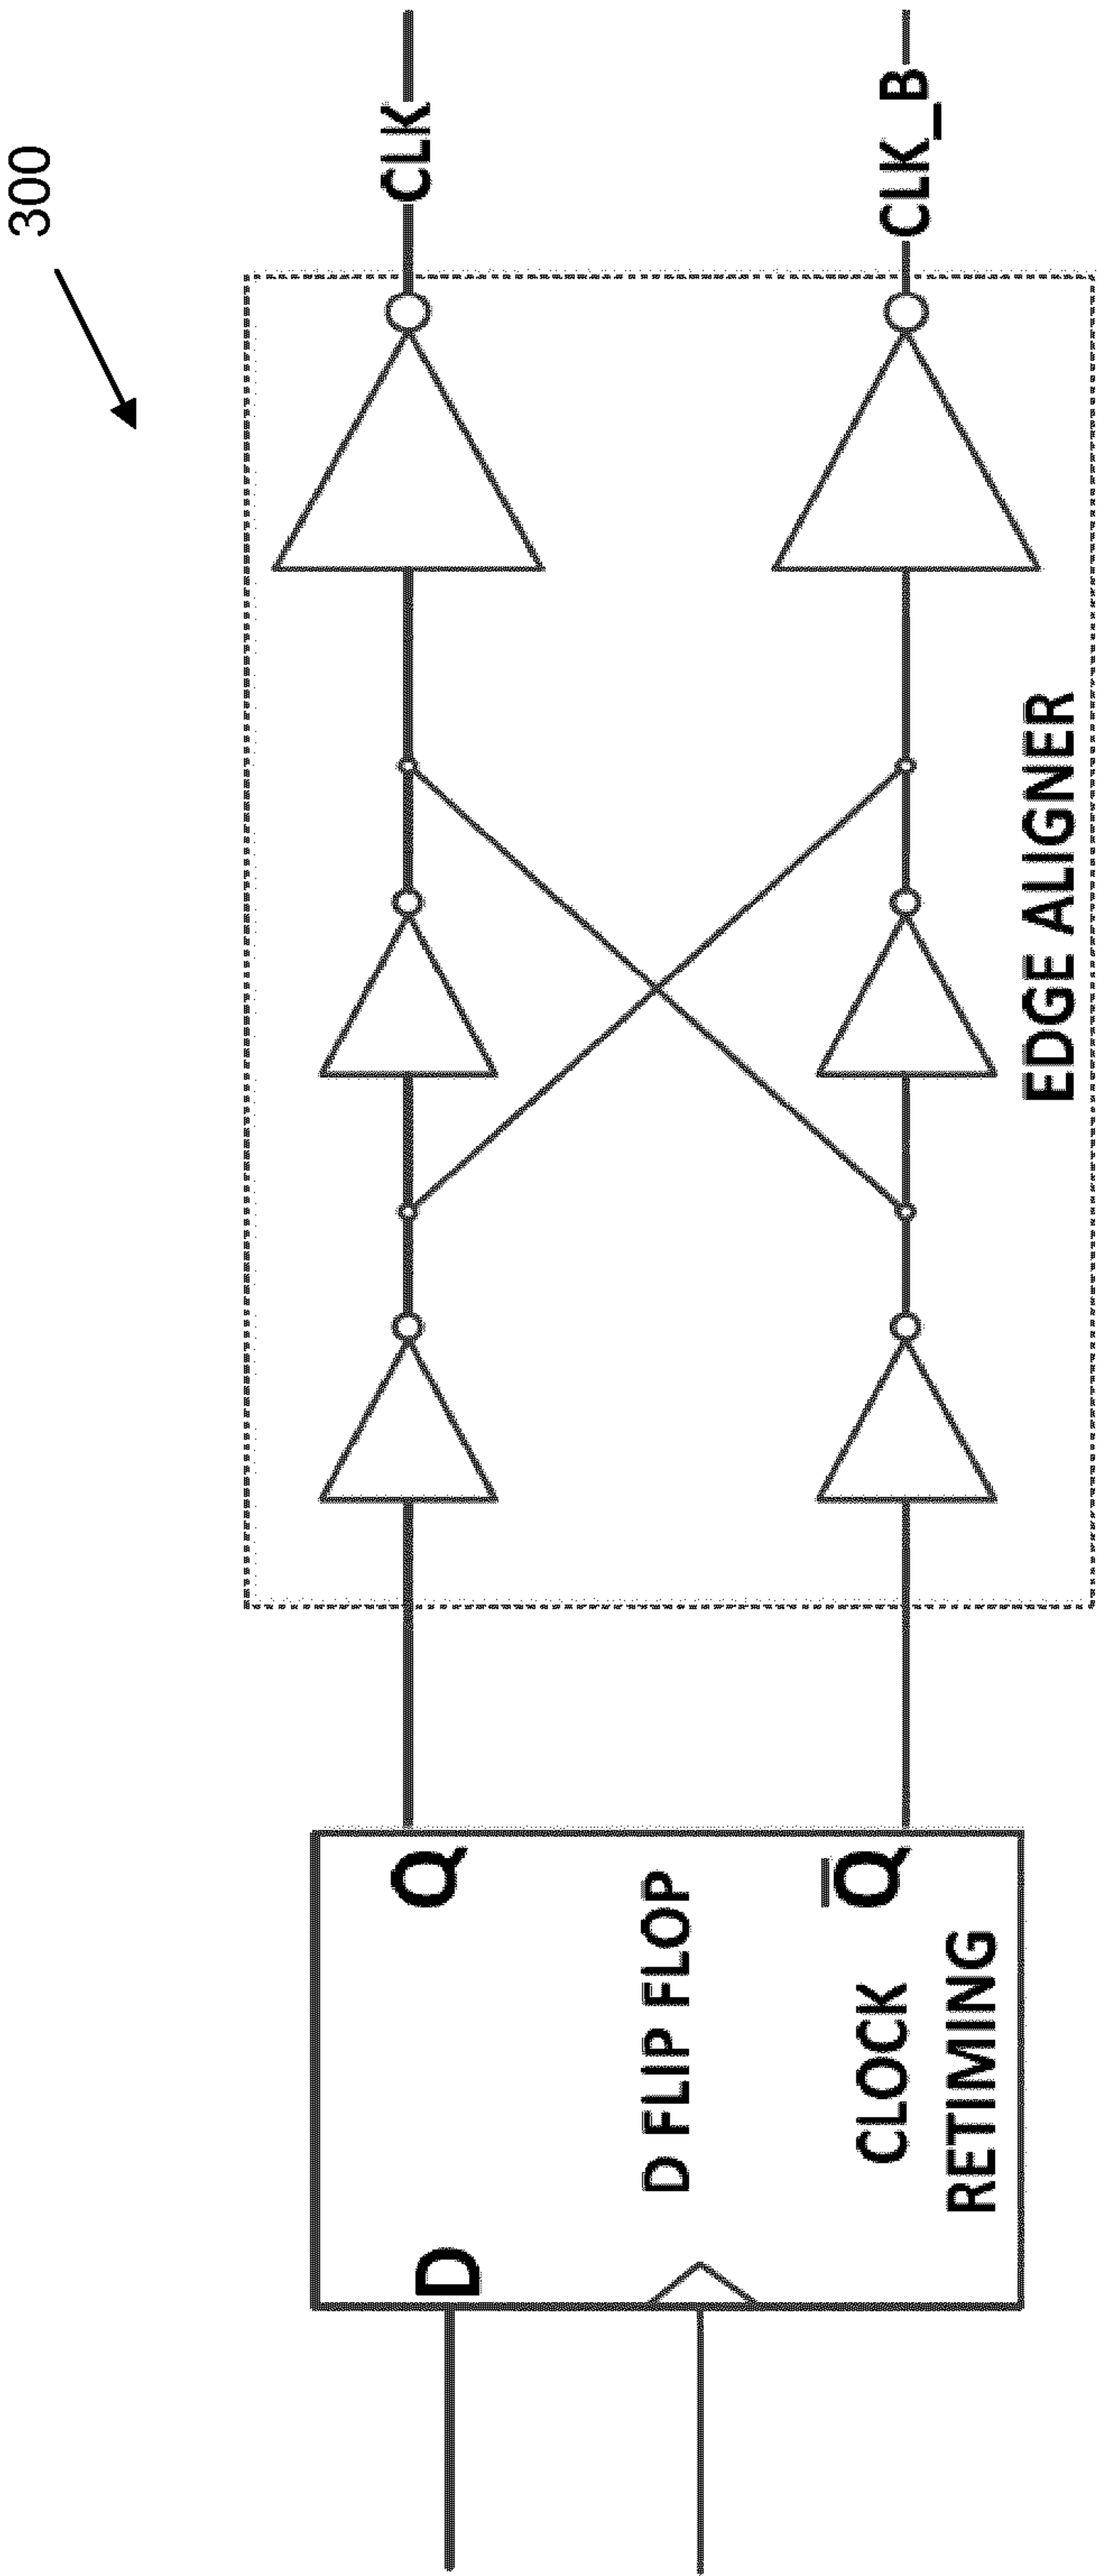 300
D
Q
D FLIP FLOP
Q̅
CLOCK
RETIMING
EDGE ALIGNER
CLK
CLK_B